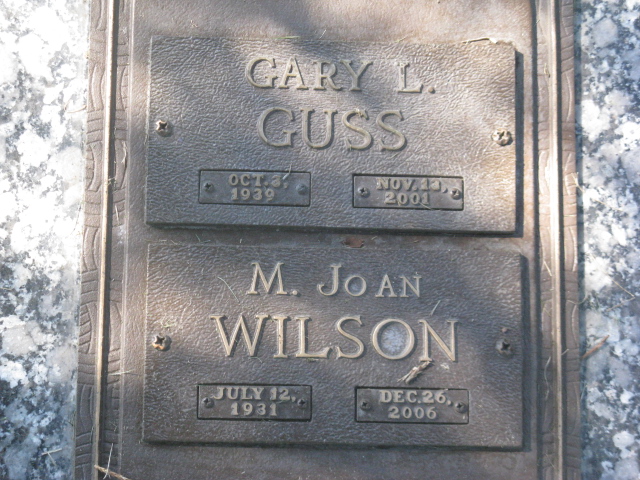 GARY L.
GUSS
OCT. 3,
1939
NOV. 13,
2001
M. JOAN
WILSON
JULY 12,
1931
DEC. 26,
2006